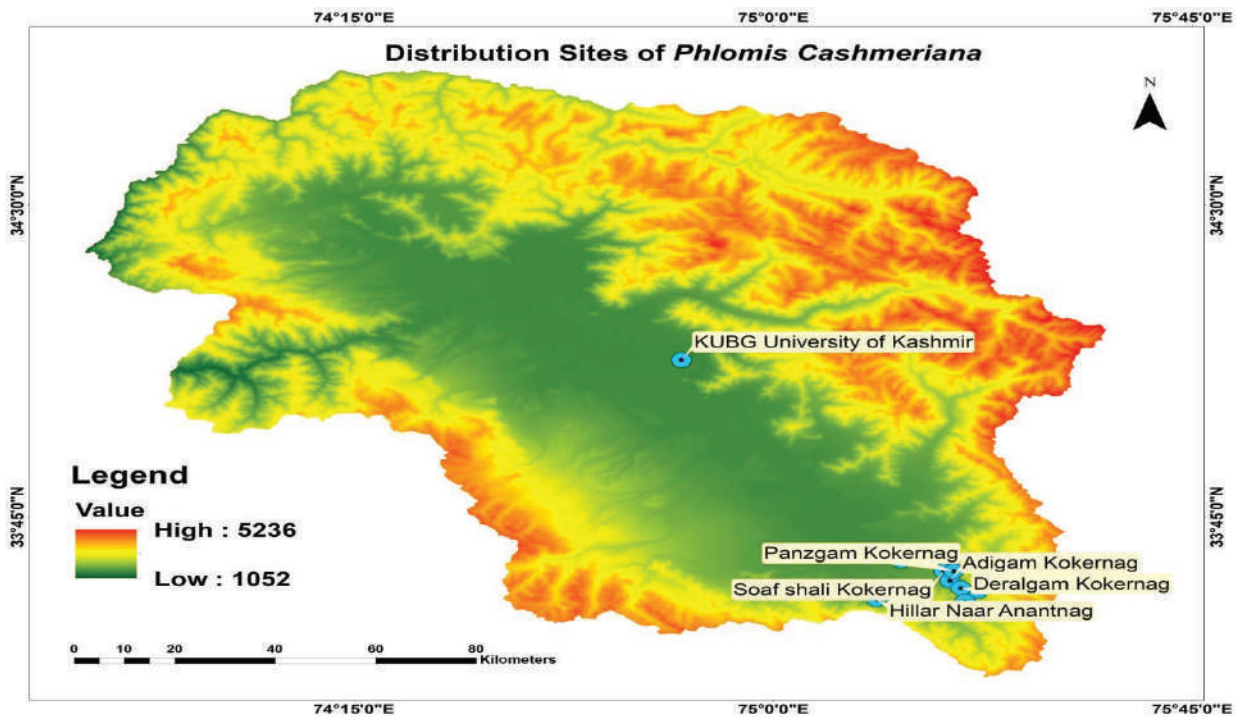 74°15'0"E 75°0'0"E 75°45'0"E
Distribution Sites of Phlomis Cashmeriana
N
34°30'0"N 34°30'0"N
KUBG University of Kashmir
Legend
Value
High : 5236
Low : 1052
33°45'0"N 33°45'0"N
Panzgam Kokernag
Adigam Kokernag
Soaf shali Kokernag
Deralgam Kokernag
Hillar Naar Anantnag
0 5 10 20 40 60 80
Kilometers
74°15'0"E 75°0'0"E 75°45'0"E